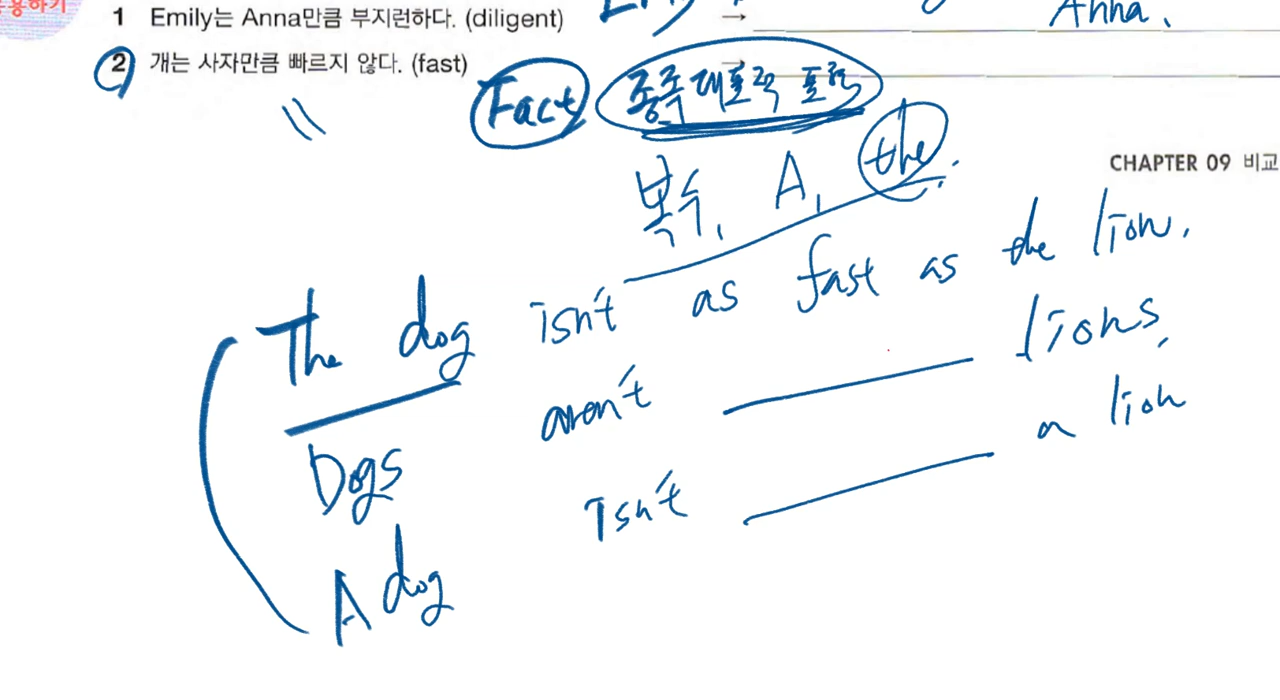 용하기
1 Emily는 Anna만큼 부지런하다. (diligent) → Anna.
2 개는 사자만큼 빠르지 않다. (fast) →
Fact 종족 대표적 표현
복수, A, the.
CHAPTER 09 비교
The dog isn't as fast as the lion.
Dogs aren't lions,
A dog isn't a lion